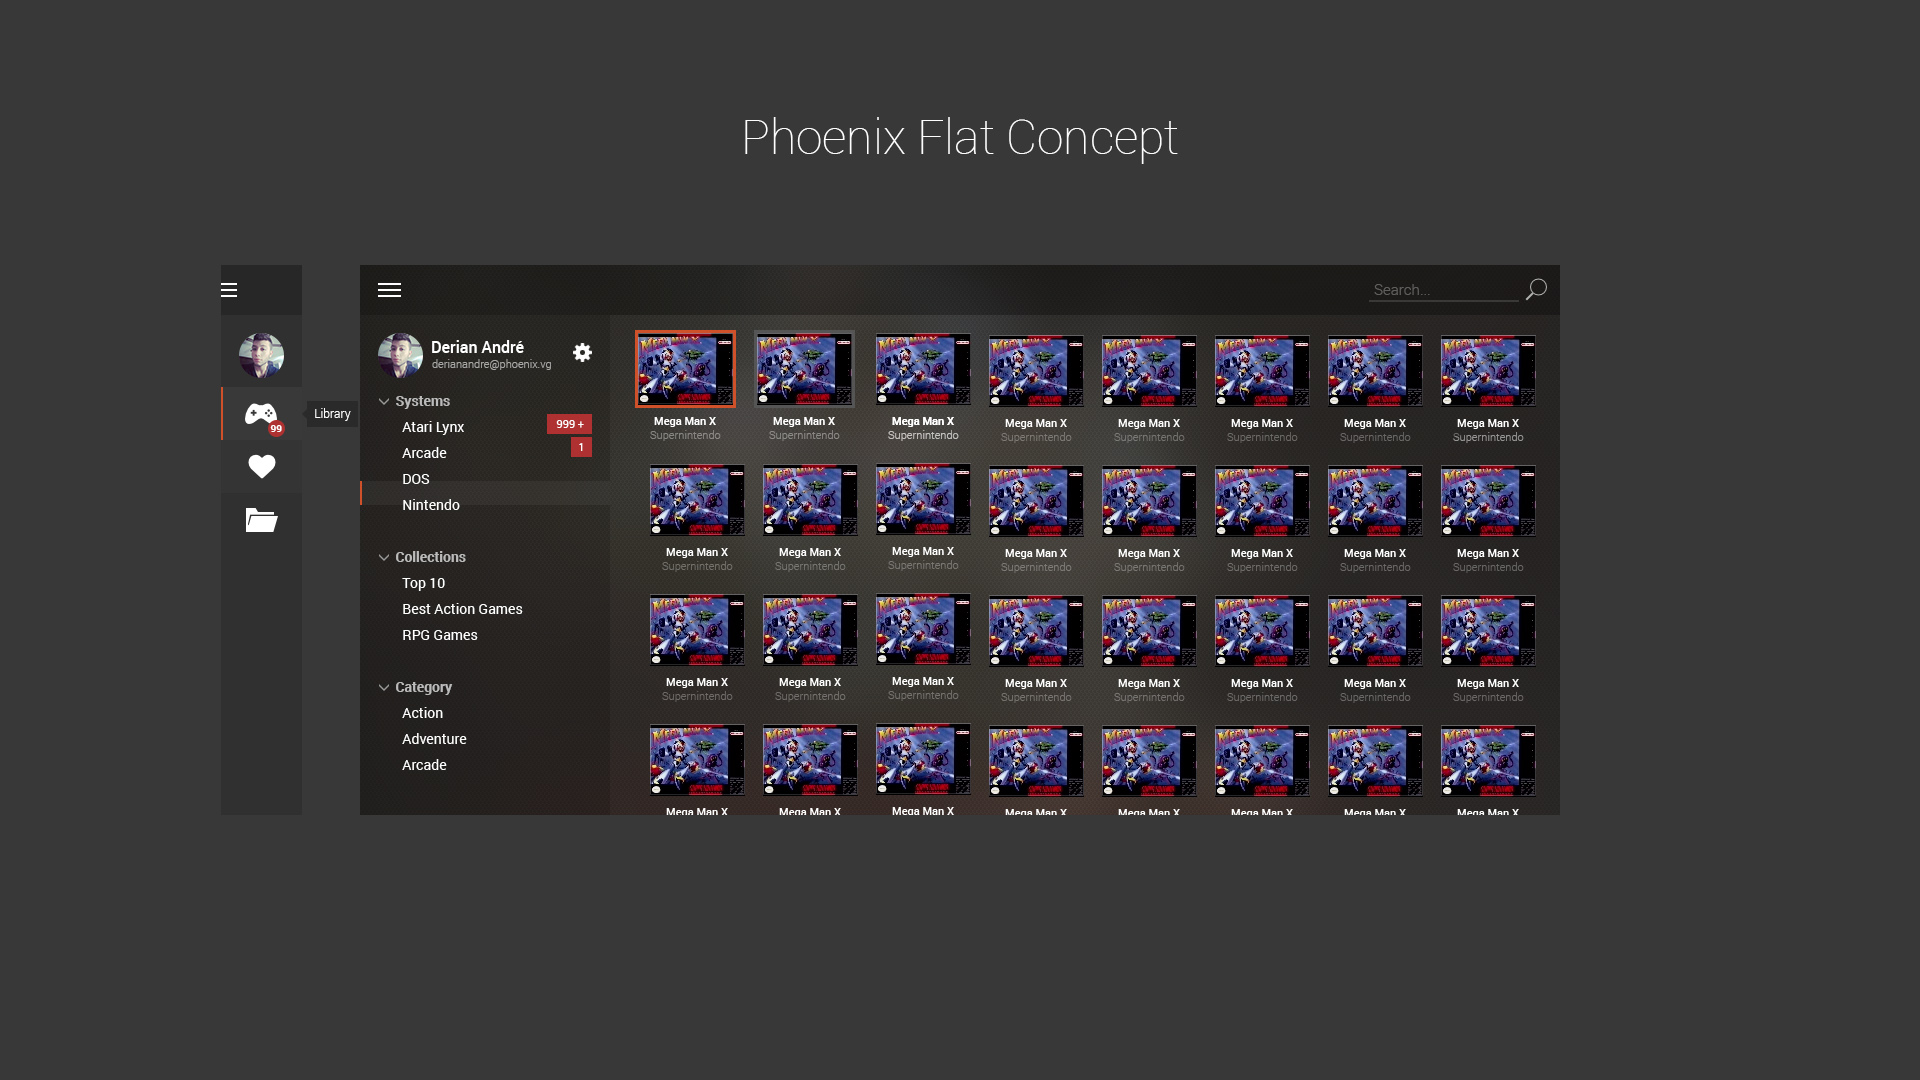 Phoenix Flat Concept
Search...
Derian André
derianandre@phoenix.vg
99
Library
Systems
Atari Lynx 999 +
Arcade 1
DOS
Nintendo
Collections
Top 10
Best Action Games
RPG Games
Category
Action
Adventure
Arcade
Mega Man X Mega Man X Mega Man X Mega Man X Mega Man X Mega Man X Mega Man X Mega Man X
Supernintendo Supernintendo Supernintendo Supernintendo Supernintendo Supernintendo Supernintendo Supernintendo
Mega Man X Mega Man X Mega Man X Mega Man X Mega Man X Mega Man X Mega Man X Mega Man X
Supernintendo Supernintendo Supernintendo Supernintendo Supernintendo Supernintendo Supernintendo Supernintendo
Mega Man X Mega Man X Mega Man X Mega Man X Mega Man X Mega Man X Mega Man X Mega Man X
Supernintendo Supernintendo Supernintendo Supernintendo Supernintendo Supernintendo Supernintendo Supernintendo
Mega Man X Mega Man X Mega Man X Mega Man X Mega Man X Mega Man X Mega Man X Mega Man X